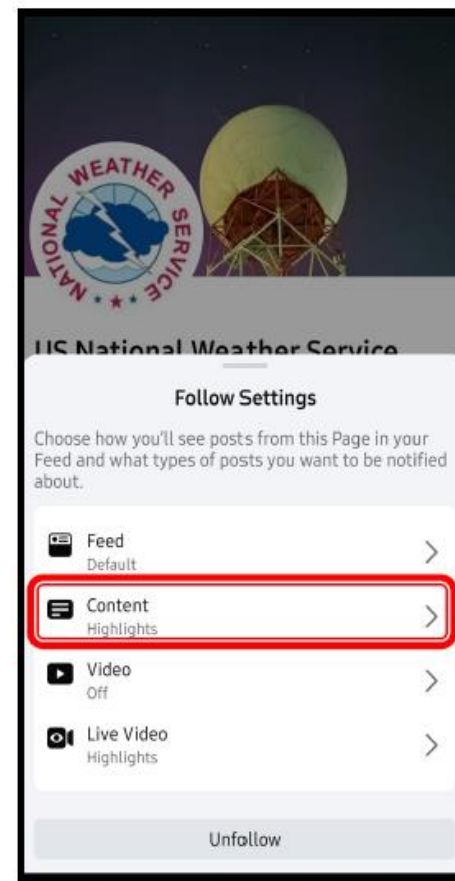 NATIONAL WEATHER SERVICE
US National Weather Service
Follow Settings
Choose how you'll see posts from this Page in your
Feed and what types of posts you want to be notified
about.
Feed
Default
Content
Highlights
Video
Off
Live Video
Highlights
Unfollow